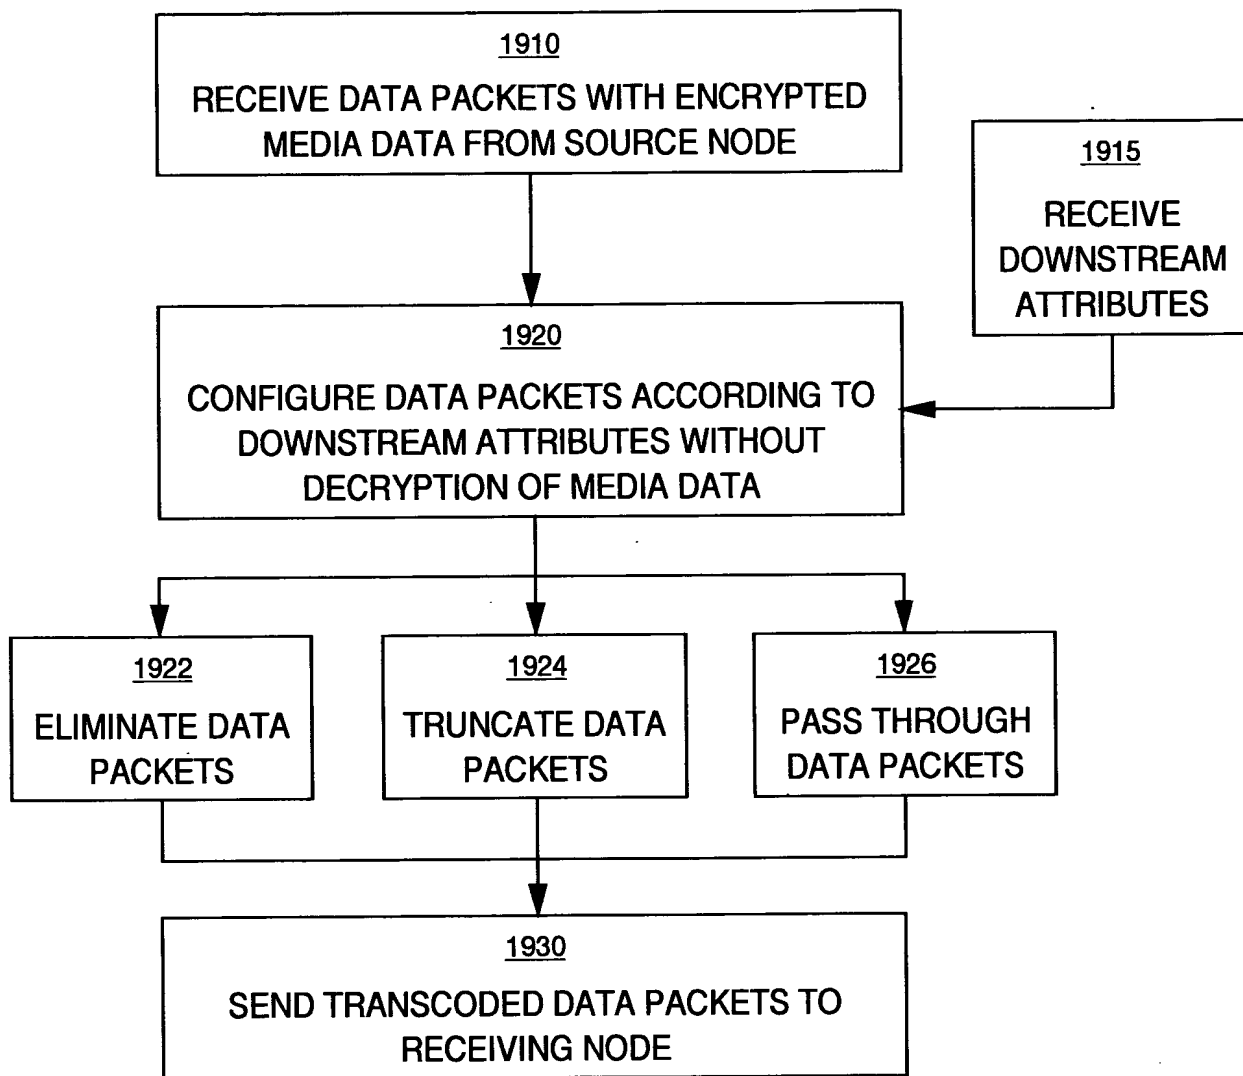 1910
RECEIVE DATA PACKETS WITH ENCRYPTED
MEDIA DATA FROM SOURCE NODE
1915
RECEIVE
DOWNSTREAM
ATTRIBUTES
1920
CONFIGURE DATA PACKETS ACCORDING TO
DOWNSTREAM ATTRIBUTES WITHOUT
DECRYPTION OF MEDIA DATA
1922
ELIMINATE DATA
PACKETS
1924
TRUNCATE DATA
PACKETS
1926
PASS THROUGH
DATA PACKETS
1930
SEND TRANSCODED DATA PACKETS TO
RECEIVING NODE